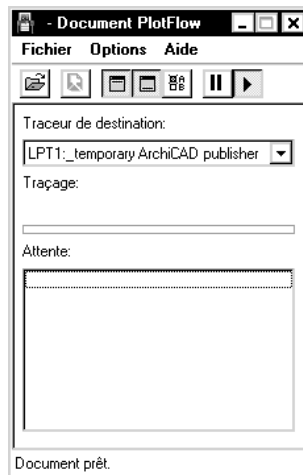 - Document PlotFlow
Fichier Options Aide
Traceur de destination:
LPT1:_temporary ArchiCAD publisher
Traçage:
Attente:
Document prêt.